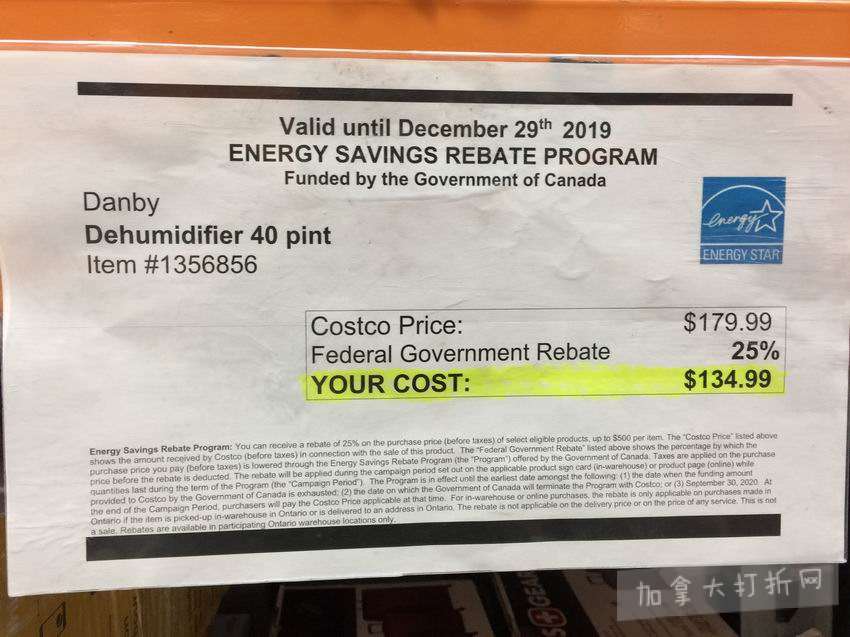 Valid until December 29th 2019
ENERGY SAVINGS REBATE PROGRAM
Funded by the Government of Canada
Danby
Dehumidifier 40 pint
Item #1356856
energy
ENERGY STAR
Costco Price: $179.99
Federal Government Rebate 25%
YOUR COST: $134.99
Energy Savings Rebate Program: You can receive a rebate of 25% on the purchase price (before taxes) of select eligible products, up to $500 per item. The "Costco Price" listed above
shows the amount received by Costco (before taxes) in connection with the sale of this product. The "Federal Government Rebate" listed above shows the percentage by which the
purchase price you pay (before taxes) is lowered through the Energy Savings Rebate Program (the "Program") offered by the Government of Canada. Taxes are applied on the purchase
price before the rebate is deducted. The rebate will be applied during the campaign period set out on the applicable product sign card (in-warehouse) or product page (online) while
quantities last during the term of the Program (the "Campaign Period"). The Program is in effect until the earliest date amongst the following: (1) the date when the funding amount
provided to Costco by the Government of Canada is exhausted; (2) the date on which the Government of Canada will terminate the Program with Costco; or (3) September 30, 2020. At
the end of the Campaign Period, purchasers will pay the Costco Price applicable at that time. For in-warehouse or online purchases, the rebate is only applicable on purchases made in
Ontario if the item is picked-up in-warehouse in Ontario or is delivered to an address in Ontario. The rebate is not applicable on the delivery price or on the price of any service. This is not
a sale. Rebates are available in participating Ontario warehouse locations only.
加拿大打折网